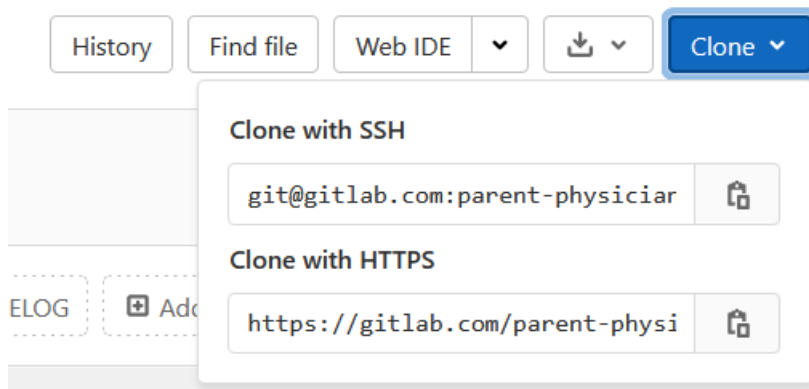 History Find file Web IDE Clone
Clone with SSH
git@gitlab.com:parent-physician
Clone with HTTPS
ELOG Add
https://gitlab.com/parent-physi